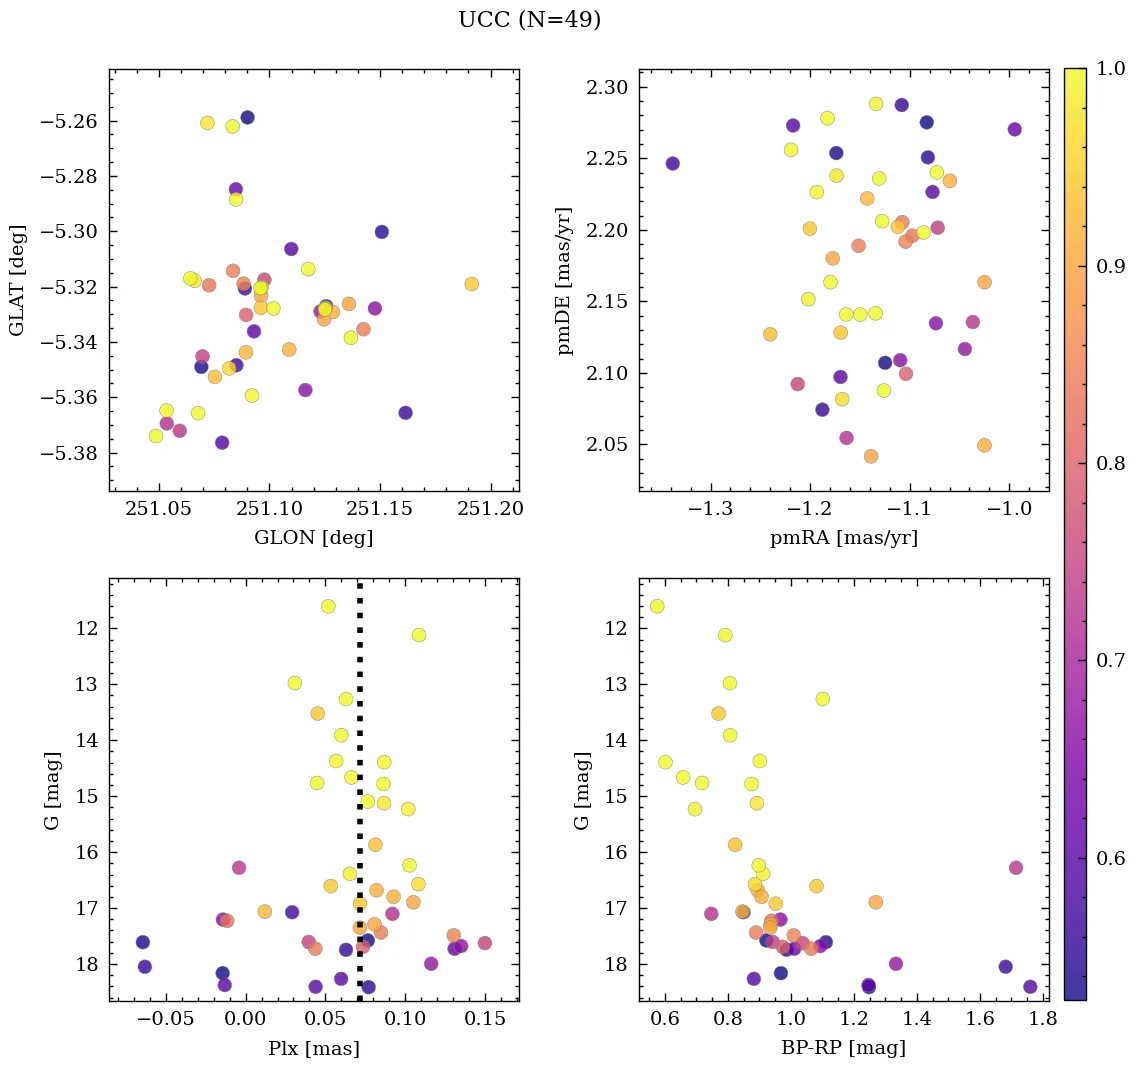 UCC (N=49)
−5.26
−5.28
−5.30
−5.32
−5.34
−5.36
−5.38
GLAT [deg]
251.05 251.10 251.15 251.20
GLON [deg]
2.30
2.25
2.20
2.15
2.10
2.05
pmDE [mas/yr]
−1.3 −1.2 −1.1 −1.0
pmRA [mas/yr]
1.0
0.9
0.8
0.7
0.6
12
13
14
15
16
17
18
G [mag]
−0.05 0.00 0.05 0.10 0.15
Plx [mas]
12
13
14
15
16
17
18
G [mag]
0.6 0.8 1.0 1.2 1.4 1.6 1.8
BP-RP [mag]